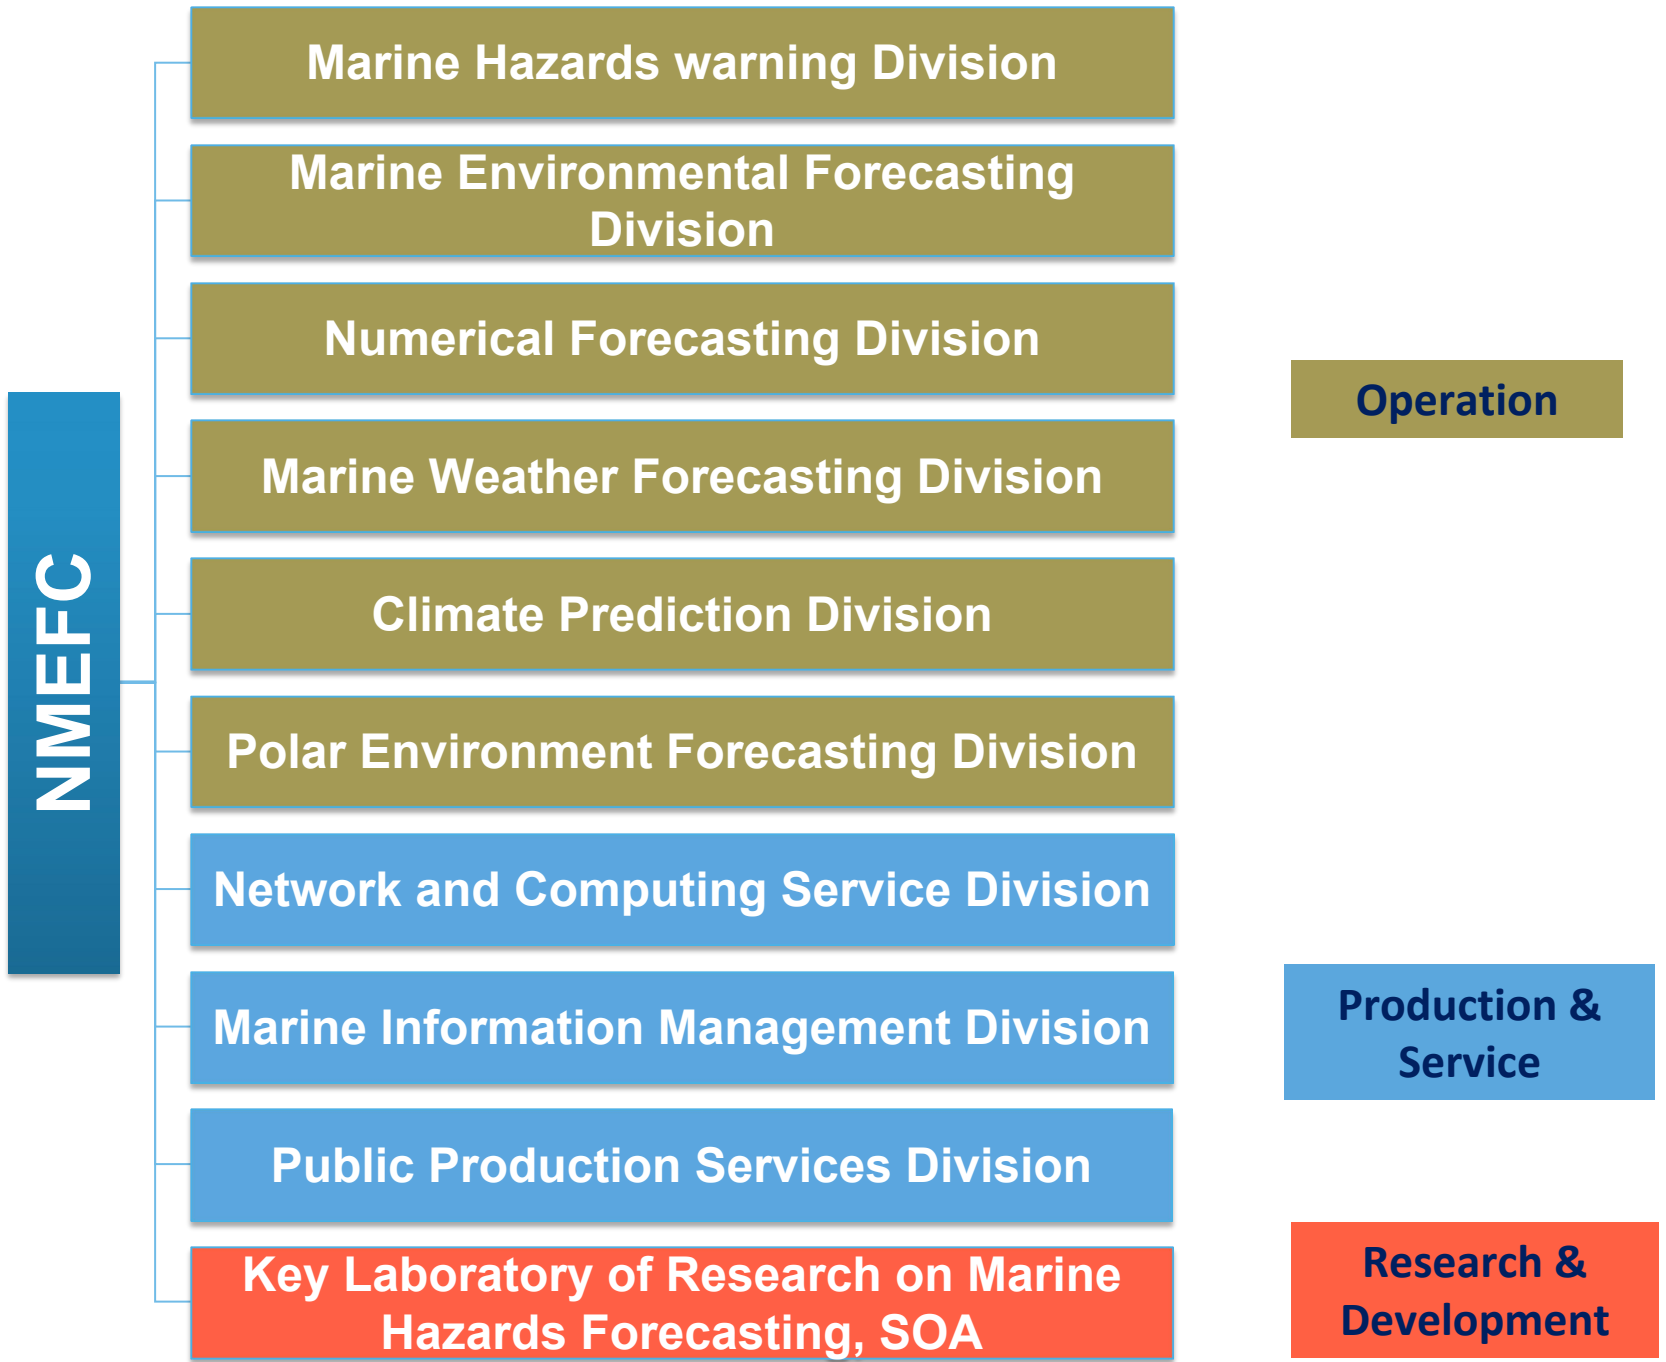 NMEFC
Marine Hazards warning Division
Marine Environmental Forecasting
Division
Numerical Forecasting Division
Marine Weather Forecasting Division
Climate Prediction Division
Polar Environment Forecasting Division
Network and Computing Service Division
Marine Information Management Division
Public Production Services Division
Key Laboratory of Research on Marine
Hazards Forecasting, SOA
Operation
Production &
Service
Research &
Development